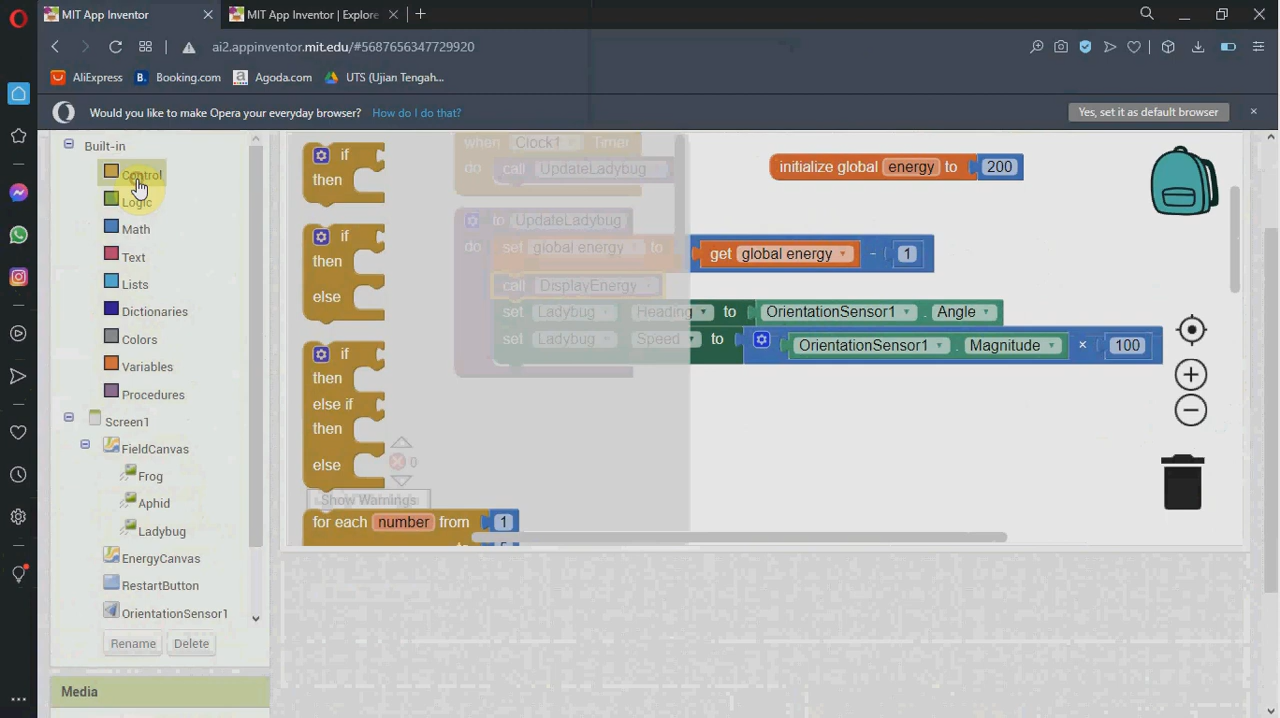 MIT App Inventor
MIT App Inventor | Explore
ai2.appinventor.mit.edu/#5687656347729920
AliExpress
Booking.com
Agoda.com
UTS (Ujian Tengah...
Would you like to make Opera your everyday browser? How do I do that?
Yes, set it as default browser
Built-in
Control
Logic
Math
Text
Lists
Dictionaries
Colors
Variables
Procedures
Screen1
FieldCanvas
Frog
Aphid
Ladybug
EnergyCanvas
RestartButton
OrientationSensor1
Rename
Delete
Media
if
then
if
then
else
if
then
else if
then
else
0
Show Warnings
for each number from 1
when Clock1 .Timer
do call UpdateLadybug
initialize global energy to 200
to UpdateLadybug
do set global energy to get global energy - 1
call DisplayEnergy
set Ladybug . Heading to OrientationSensor1 . Angle
set Ladybug . Speed to OrientationSensor1 . Magnitude × 100